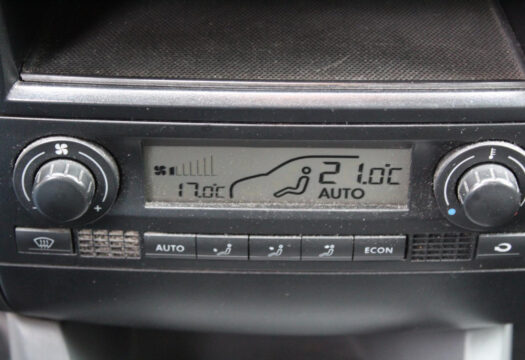 21.0°C
17.0°C
AUTO
- +
AUTO
ECON